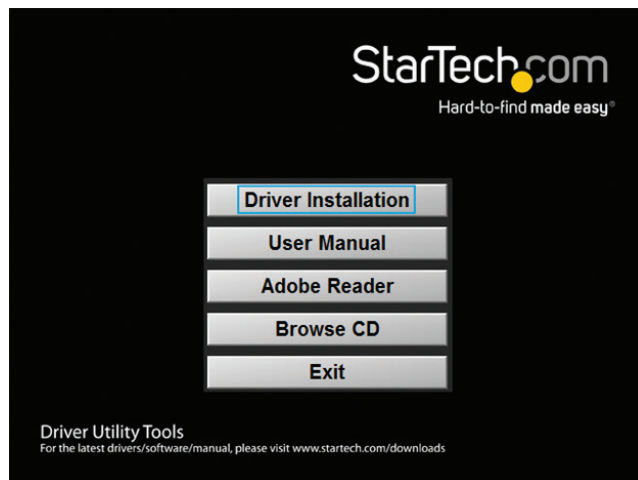 StarTech.com
Hard-to-find made easy®
Driver Installation
User Manual
Adobe Reader
Browse CD
Exit
Driver Utility Tools
For the latest drivers/software/manual, please visit www.startech.com/downloads